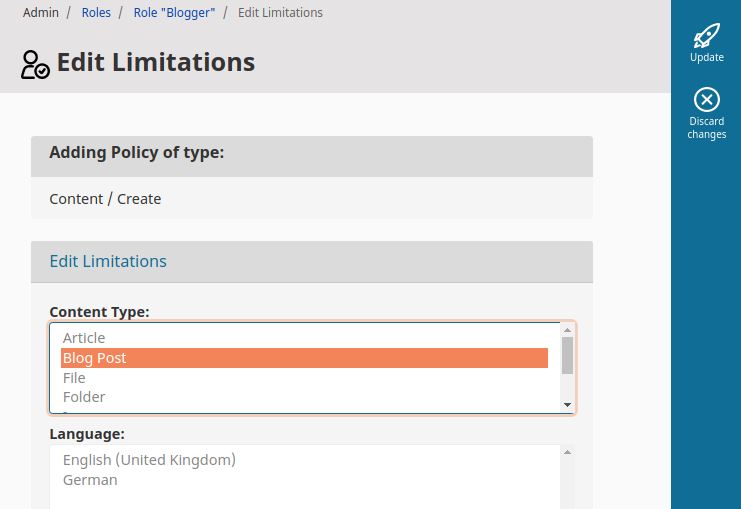 Admin / Roles / Role "Blogger" / Edit Limitations
Edit Limitations
Update
Discard
changes
Adding Policy of type:
Content / Create
Edit Limitations
Content Type:
Article
Blog Post
File
Folder
Language:
English (United Kingdom)
German